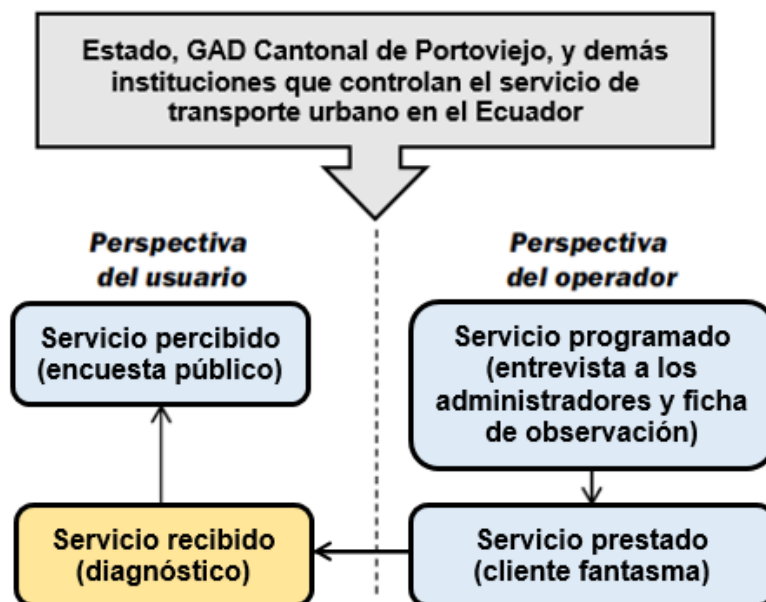 Estado, GAD Cantonal de Portoviejo, y demás
instituciones que controlan el servicio de
transporte urbano en el Ecuador
Perspectiva
del usuario
Perspectiva
del operador
Servicio percibido
(encuesta público)
Servicio programado
(entrevista a los
administradores y ficha
de observación)
Servicio recibido
(diagnóstico)
Servicio prestado
(cliente fantasma)